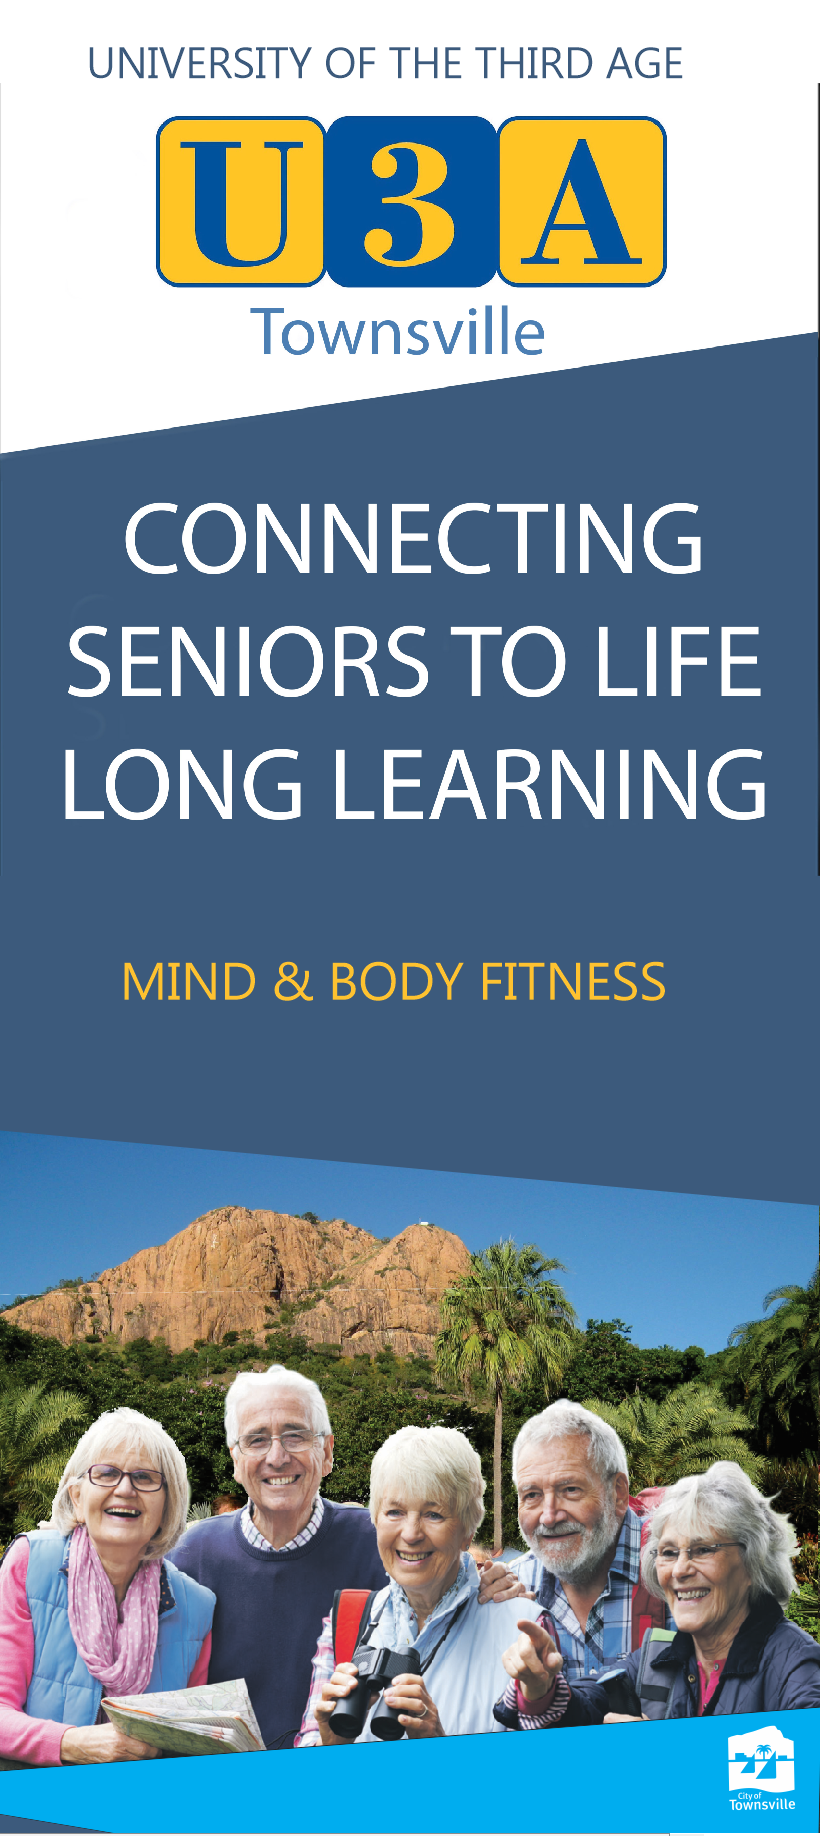 UNIVERSITY OF THE THIRD AGE
U3A
Townsville
CONNECTING
SENIORS TO LIFE
LONG LEARNING
MIND & BODY FITNESS
City of
Townsville